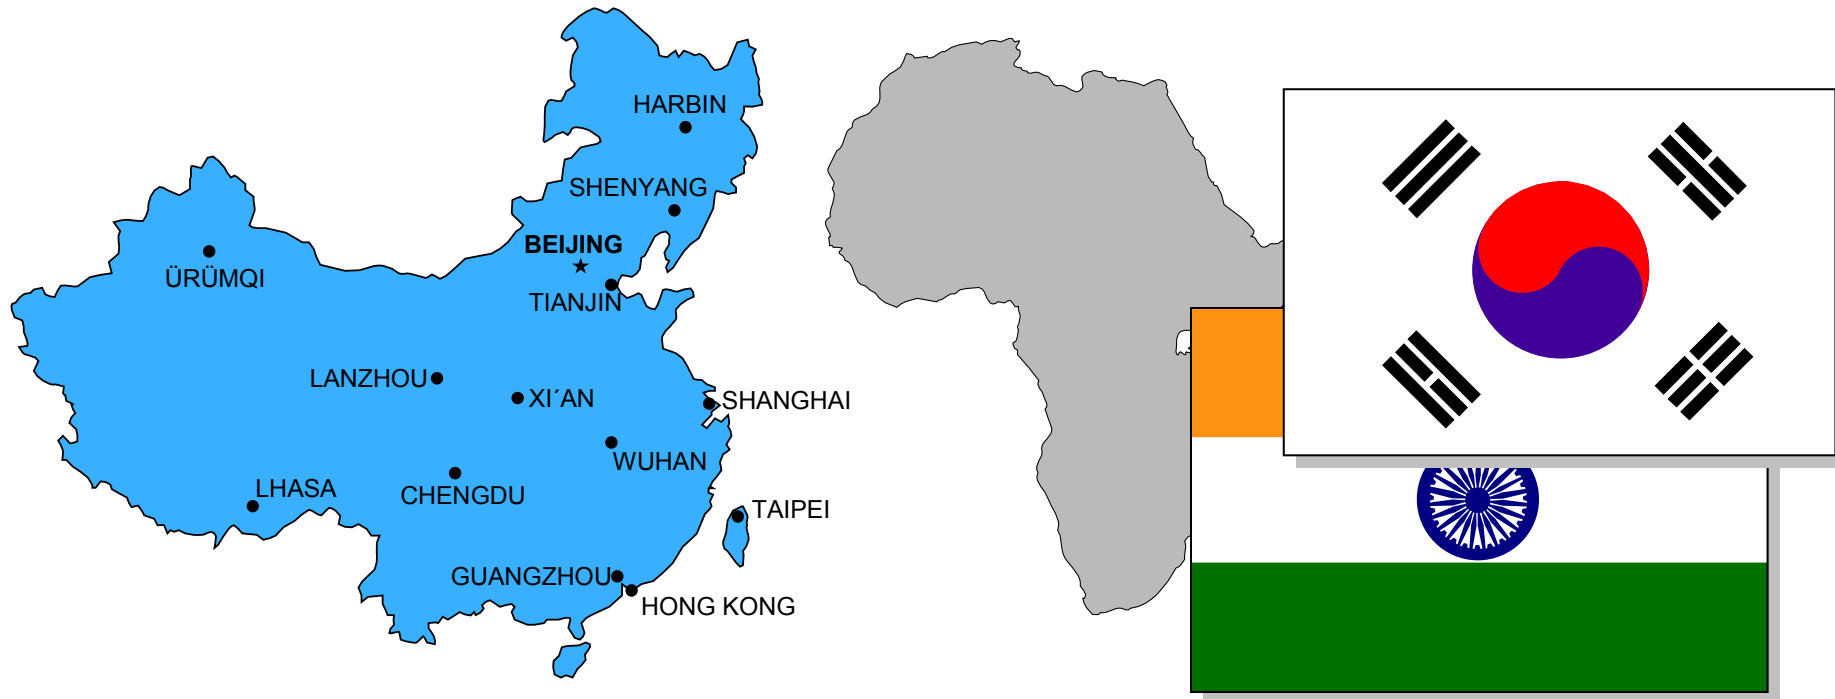 HARBIN
SHENYANG
BEIJING
ÜRÜMQI
TIANJIN
LANZHOU
XI´AN
SHANGHAI
WUHAN
LHASA
CHENGDU
TAIPEI
GUANGZHOU
HONG KONG